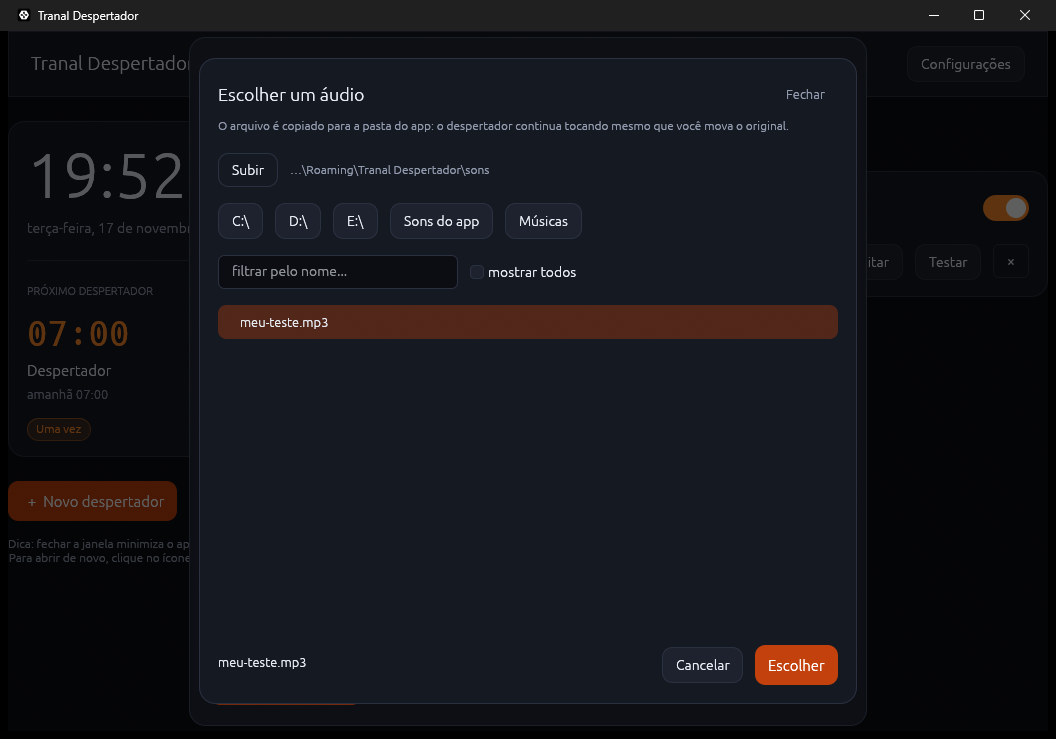 Tranal Despertador
Tranal Despertador
Configurações
Escolher um áudio
Fechar
O arquivo é copiado para a pasta do app: o despertador continua tocando mesmo que você mova o original.
Subir
...\Roaming\Tranal Despertador\sons
C:\ D:\ E:\ Sons do app Músicas
filtrar pelo nome...
mostrar todos
meu-teste.mp3
meu-teste.mp3
Cancelar
Escolher
19:52
terça-feira, 17 de novemb
PRÓXIMO DESPERTADOR
07:00
Despertador
amanhã 07:00
Uma vez
+ Novo despertador
Dica: fechar a janela minimiza o ap
Para abrir de novo, clique no ícone
itar
Testar
×